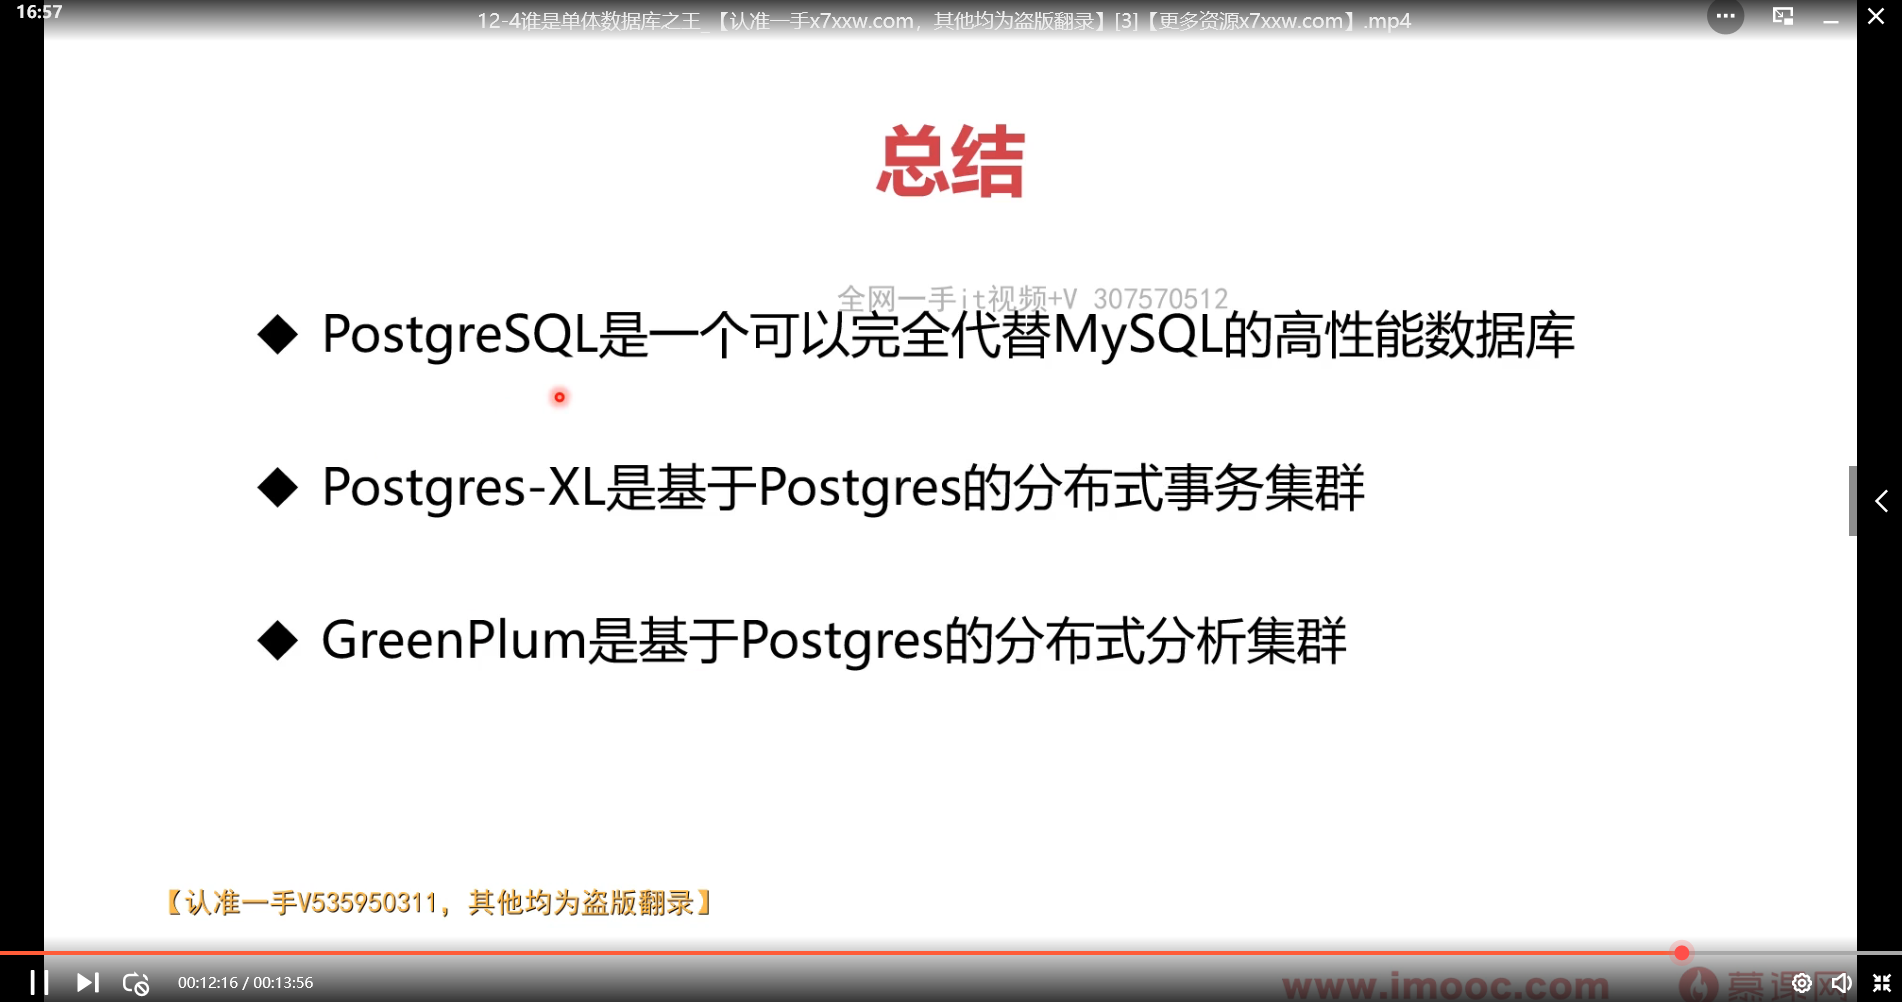 16:57
12-4谁是单体数据库之王_【认准一手x7xxw.com，其他均为盗版翻录】[3]【更多资源x7xxw.com】.mp4
总结
全网一手it视频+V 307570512
◆ PostgreSQL是一个可以完全代替MySQL的高性能数据库
◆ Postgres-XL是基于Postgres的分布式事务集群
◆ GreenPlum是基于Postgres的分布式分析集群
【认准一手V535950311，其他均为盗版翻录】
00:12:16 / 00:13:56
www.imooc.com 慕课网